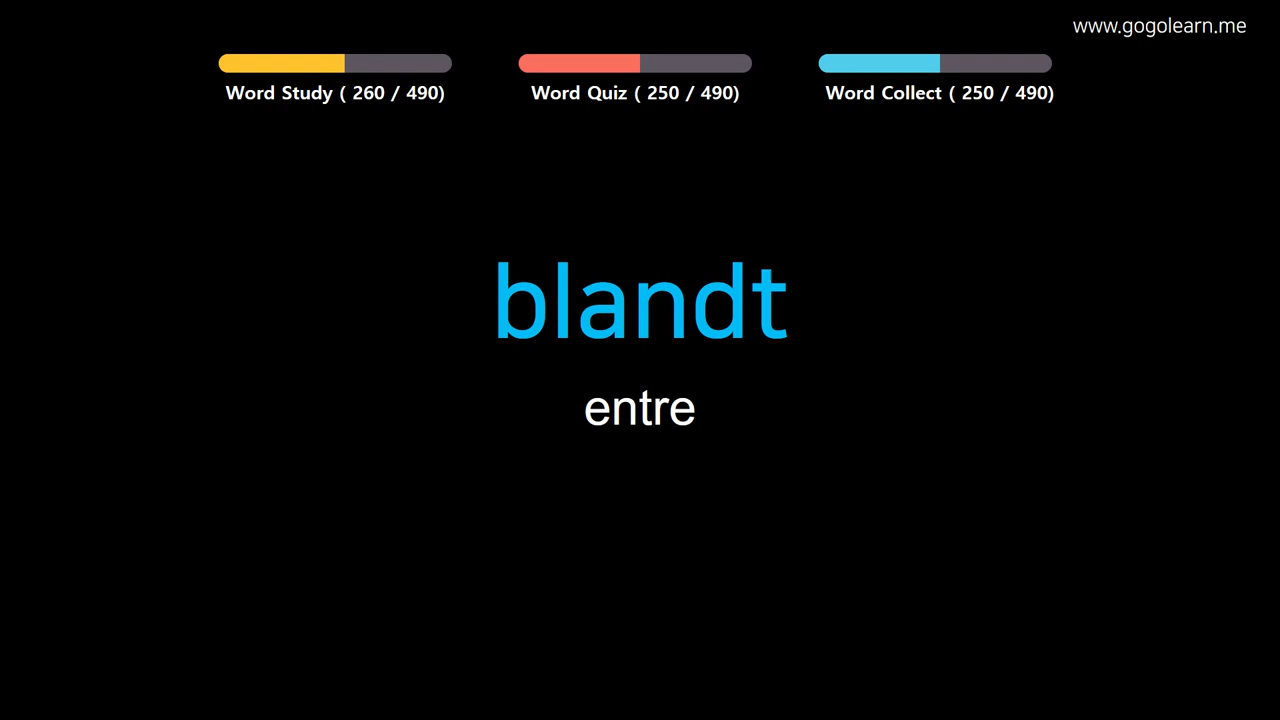 www.gogolearn.me
Word Study ( 260 / 490)
Word Quiz ( 250 / 490)
Word Collect ( 250 / 490)
blandt
entre